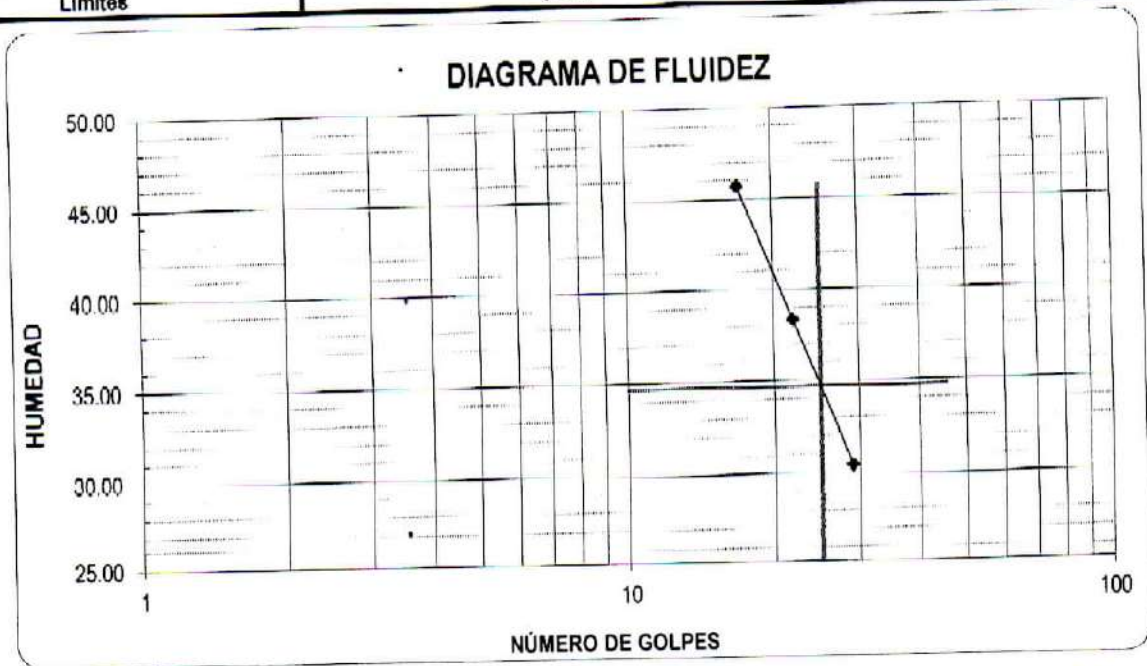 Límites
DIAGRAMA DE FLUIDEZ
50.00
45.00
40.00
35.00
30.00
25.00
HUMEDAD
1
10
100
NÚMERO DE GOLPES